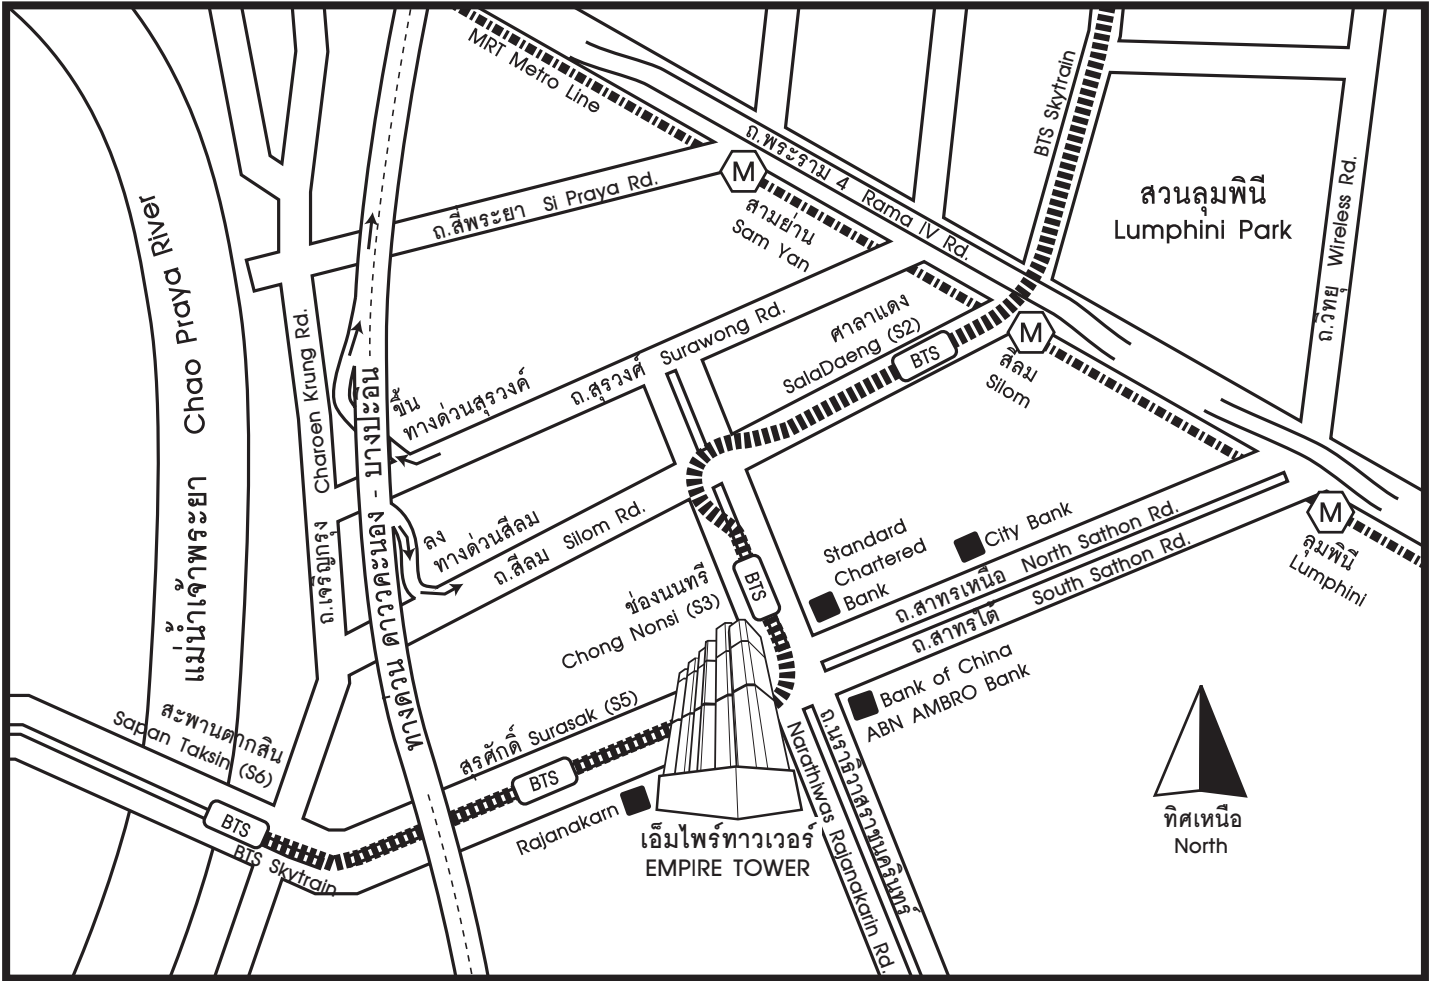 MRT Metro Line
ถ.พระราม 4 Rama IV Rd.
BTS Skytrain
สวนลุมพินี
Lumphini Park
ถ.วิทยุ Wireless Rd.
M
สามย่าน
Sam Yan
ถ.สี่พระยา Si Praya Rd.
แม่น้ำเจ้าพระยา Chao Praya River
ถ.เจริญกรุง Charoen Krung Rd.
ทางด่วน ดาวคะนอง - บางปะอิน
ขึ้น
ทางด่วนสุรวงค์
ถ.สุรวงศ์ Surawong Rd.
ศาลาแดง
SalaDaeng (S2)
BTS
M
สีลม
Silom
ลง
ทางด่วนสีลม
ถ.สีลม Silom Rd.
Standard
Chartered
Bank
City Bank
ถ.สาทรเหนือ North Sathon Rd.
ถ.สาทรใต้ South Sathon Rd.
M
ลุมพินี
Lumphini
ช่องนนทรี
Chong Nonsi (S3)
BTS
Bank of China
ABN AMBRO Bank
สะพานตากสิน
Sapan Taksin (S6)
BTS
BTS Skytrain
สุรศักดิ์ Surasak (S5)
BTS
Rajanakarn
เอ็มไพร์ทาวเวอร์
EMPIRE TOWER
Narathiwas Rajanakarin Rd.
ถ.นราธิวาสราชนครินทร์
ทิศเหนือ
North